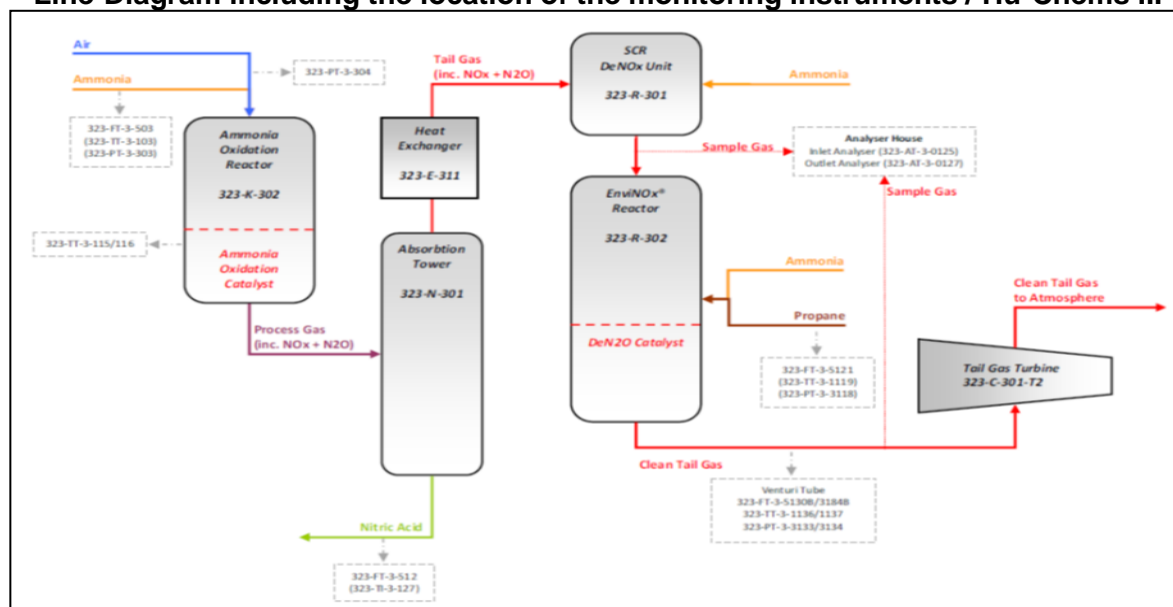 Line Diagram including the location of the monitoring instruments / Hu-Chems III
Air
Ammonia
323-PT-3-304
323-FT-3-503
(323-TT-3-103)
(323-PT-3-303)
Ammonia
Oxidation
Reactor
323-K-302
323-TT-3-115/116
Ammonia
Oxidation
Catalyst
Process Gas
(inc. NOx + N2O)
Tail Gas
(inc. NOx + N2O)
Heat
Exchanger
323-E-311
Absorbtion
Tower
323-N-301
Nitric Acid
323-FT-3-512
(323-TI-3-127)
SCR
DeNOx Unit
323-R-301
Ammonia
Sample Gas
Analyser House
Inlet Analyser (323-AT-3-0125)
Outlet Analyser (323-AT-3-0127)
Sample Gas
EnviNOx®
Reactor
323-R-302
Ammonia
Propane
DeN2O Catalyst
323-FT-3-5121
(323-TT-3-1119)
(323-PT-3-3118)
Clean Tail Gas
to Atmosphere
Tail Gas Turbine
323-C-301-T2
Clean Tail Gas
Venturi Tube
323-FT-3-5130B/3184B
323-TT-3-1136/1137
323-PT-3-3133/3134